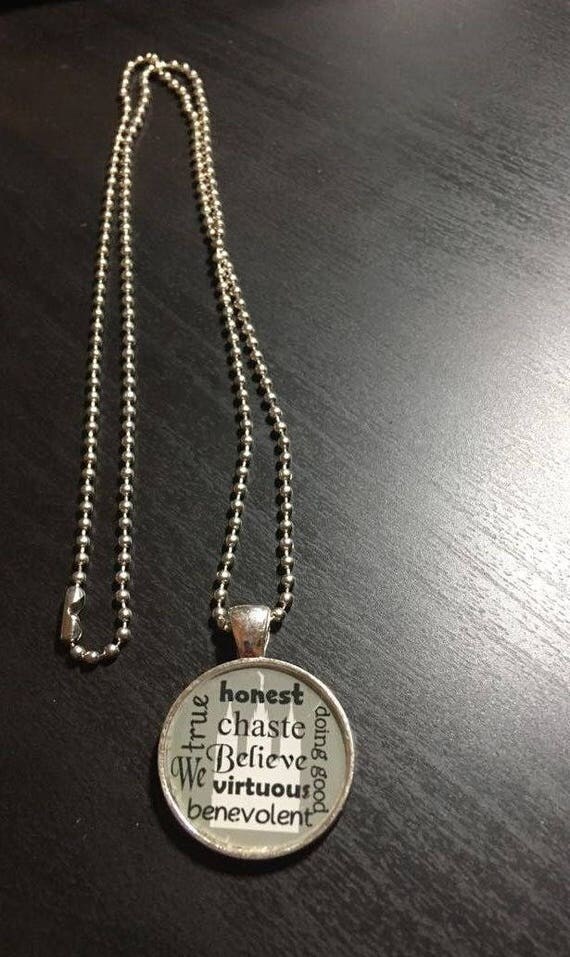 honest
true
chaste
We Believe
doing good
virtuous
benevolent